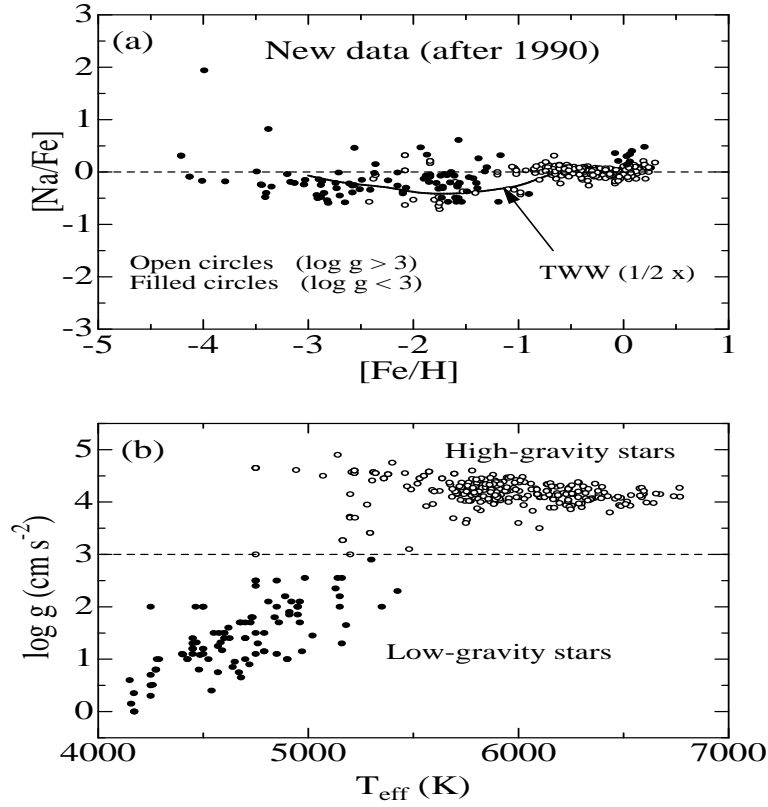 (a)
New data (after 1990)
3
2
1
0
-1
-2
-3
[Na/Fe]
Open circles (log g > 3)
Filled circles (log g < 3)
TWW (1/2 x)
-5 -4 -3 -2 -1 0 1
[Fe/H]
(b)
High-gravity stars
5
4
3
2
1
0
log g (cm s-2)
Low-gravity stars
4000 5000 6000 7000
Teff (K)